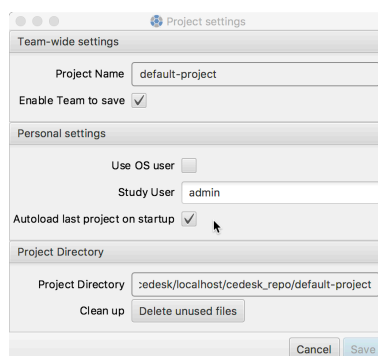 Project settings
Team-wide settings
Project Name default-project
Enable Team to save
Personal settings
Use OS user
Study User admin
Autoload last project on startup
Project Directory
Project Directory :edesk/localhost/cedesk_repo/default-project
Clean up Delete unused files
Cancel Save